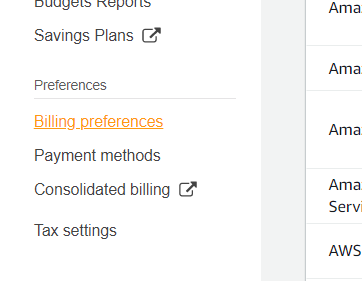 Budgets Reports
Savings Plans
Preferences
Billing preferences
Payment methods
Consolidated billing
Tax settings
Ama
Ama
Ama
Ama
Servi
AWS